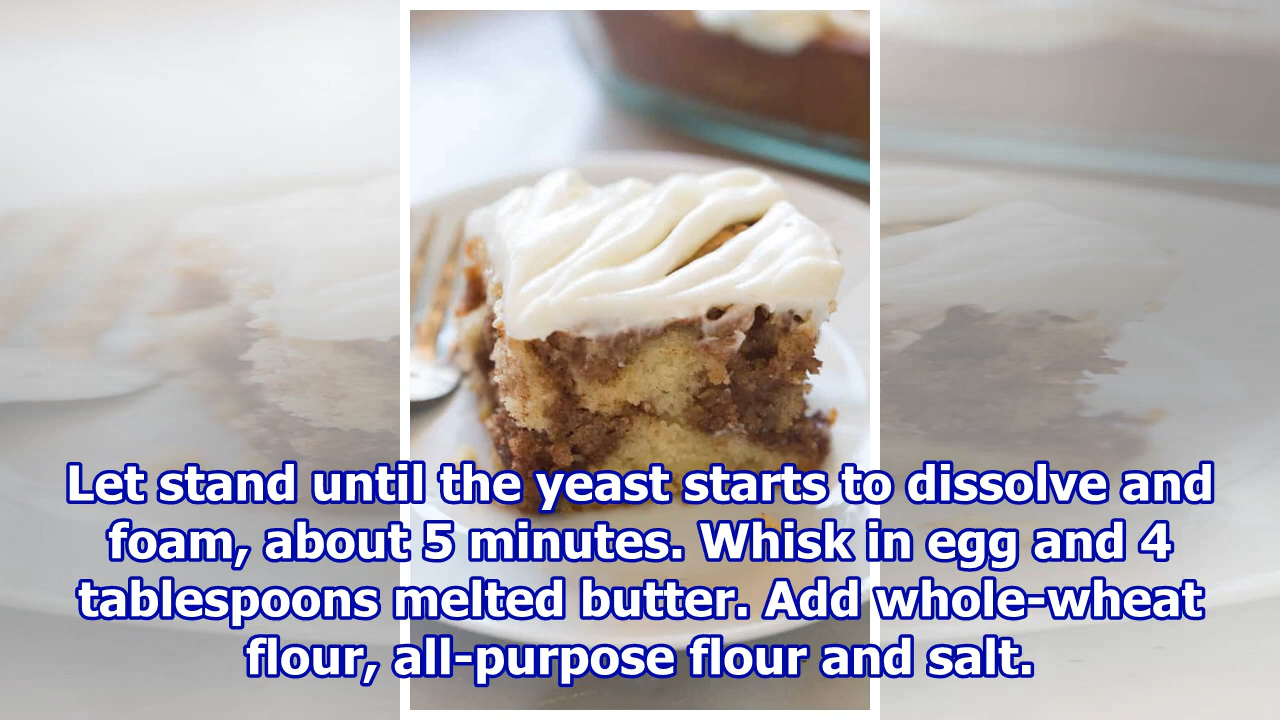 Let stand until the yeast starts to dissolve and
foam, about 5 minutes. Whisk in egg and 4
tablespoons melted butter. Add whole-wheat
flour, all-purpose flour and salt.